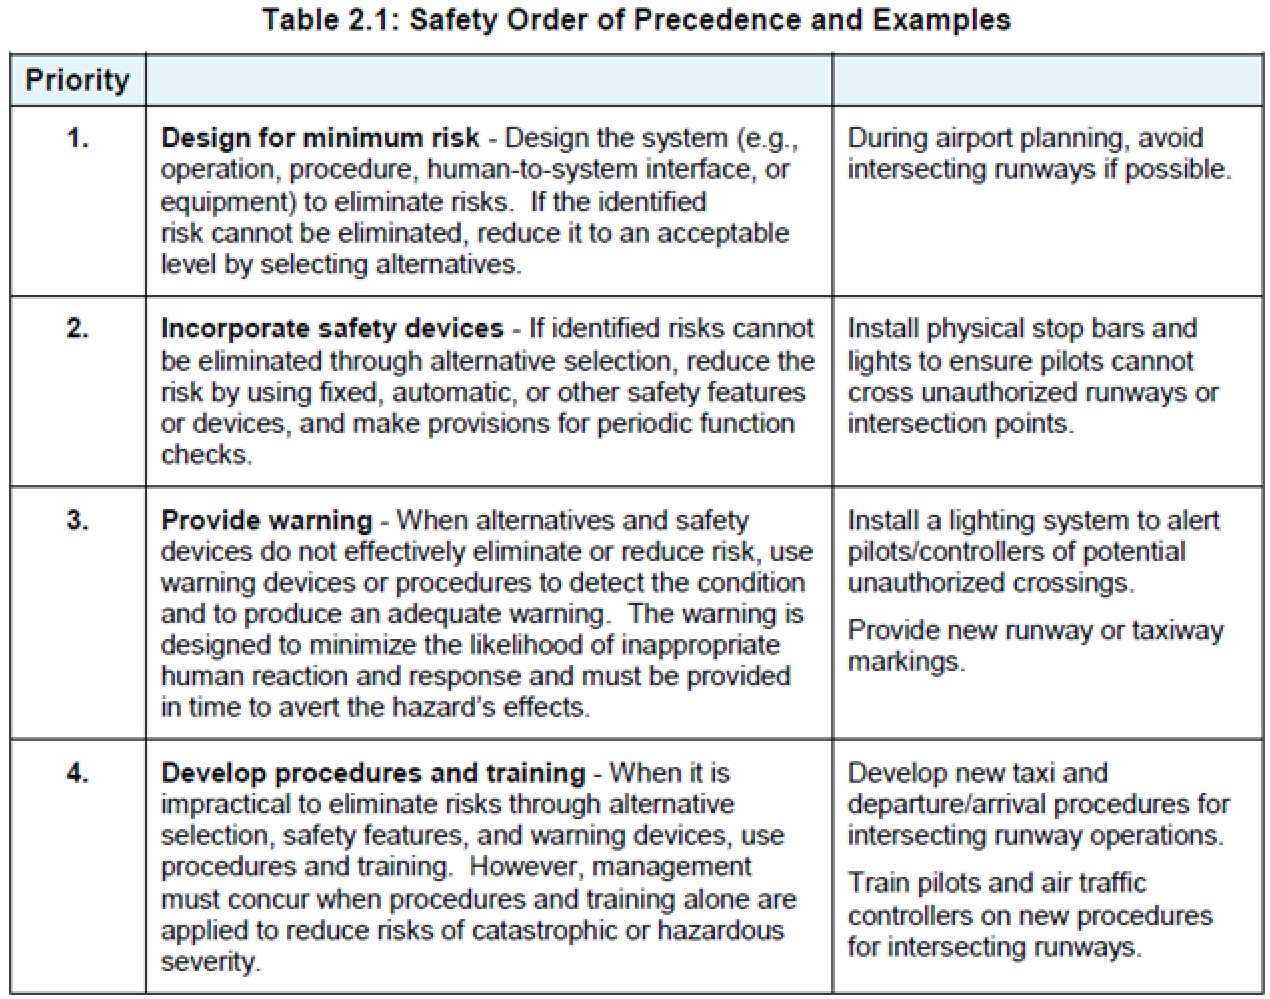 Table 2.1: Safety Order of Precedence and Examples
Priority
1.
Design for minimum risk - Design the system (e.g.,
operation, procedure, human-to-system interface, or
equipment) to eliminate risks. If the identified
risk cannot be eliminated, reduce it to an acceptable
level by selecting alternatives.
During airport planning, avoid
intersecting runways if possible.
2.
Incorporate safety devices - If identified risks cannot
be eliminated through alternative selection, reduce the
risk by using fixed, automatic, or other safety features
or devices, and make provisions for periodic function
checks.
Install physical stop bars and
lights to ensure pilots cannot
cross unauthorized runways or
intersection points.
3.
Provide warning - When alternatives and safety
devices do not effectively eliminate or reduce risk, use
warning devices or procedures to detect the condition
and to produce an adequate warning. The warning is
designed to minimize the likelihood of inappropriate
human reaction and response and must be provided
in time to avert the hazard's effects.
Install a lighting system to alert
pilots/controllers of potential
unauthorized crossings.
Provide new runway or taxiway
markings.
4.
Develop procedures and training - When it is
impractical to eliminate risks through alternative
selection, safety features, and warning devices, use
procedures and training. However, management
must concur when procedures and training alone are
applied to reduce risks of catastrophic or hazardous
severity.
Develop new taxi and
departure/arrival procedures for
intersecting runway operations.
Train pilots and air traffic
controllers on new procedures
for intersecting runways.